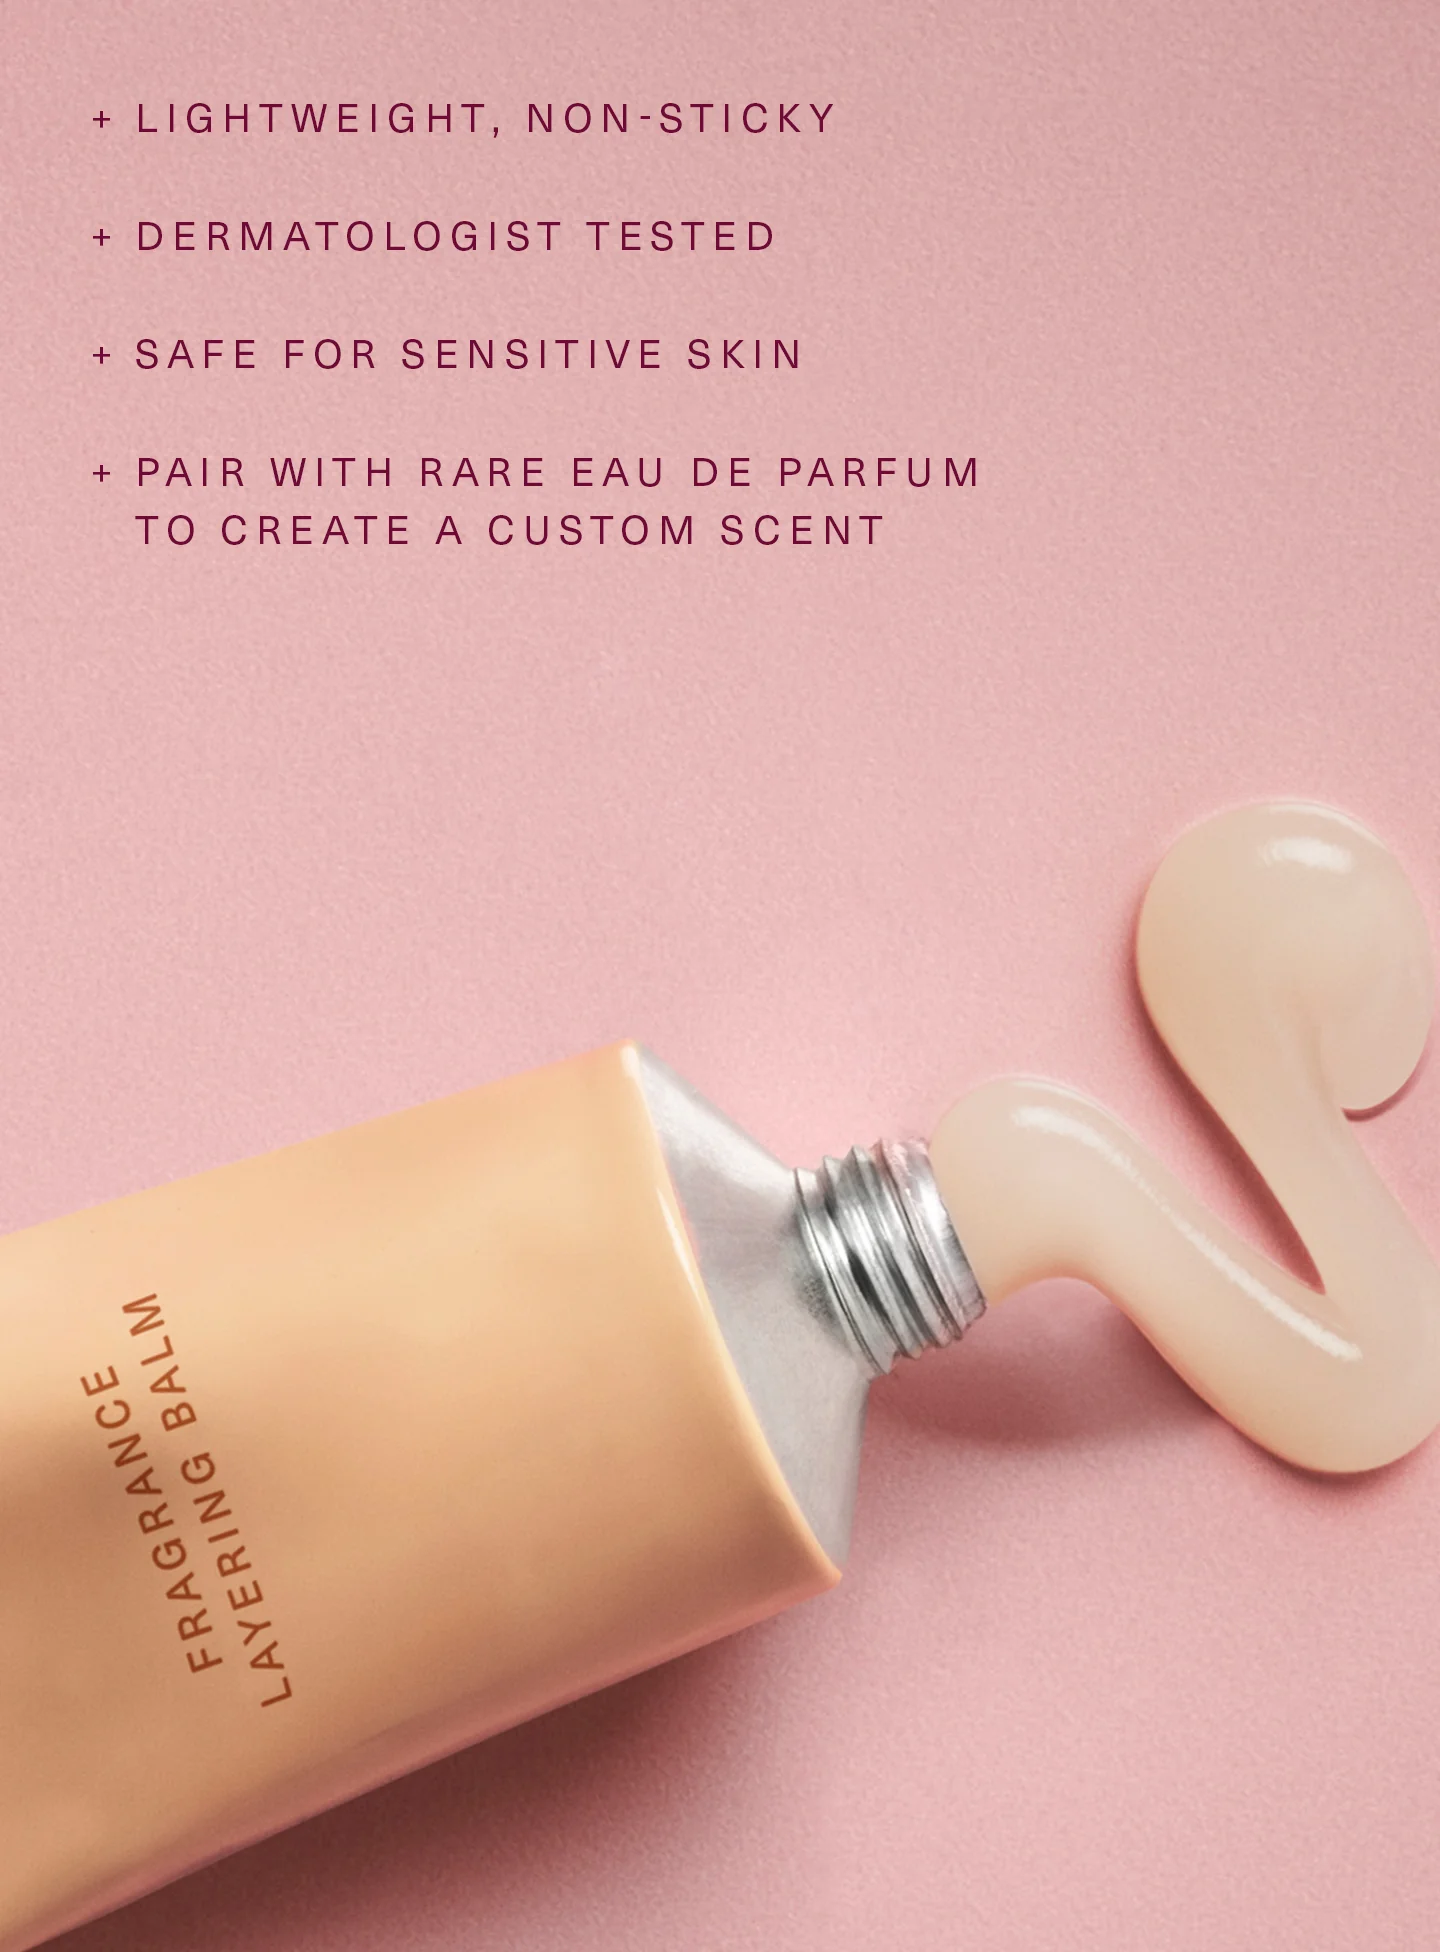 + LIGHTWEIGHT, NON-STICKY
+ DERMATOLOGIST TESTED
+ SAFE FOR SENSITIVE SKIN
+ PAIR WITH RARE EAU DE PARFUM
TO CREATE A CUSTOM SCENT
FRAGRANCE
LAYERING BALM